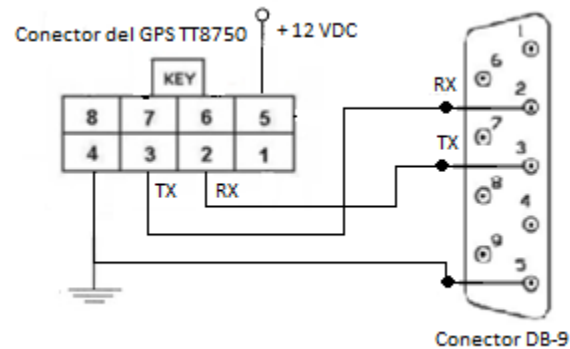 Conector del GPS TT8750
+ 12 VDC
KEY
8 7 6 5
4 3 2 1
TX RX
RX
TX
1
6
2
7
3
8
4
9
5
Conector DB-9